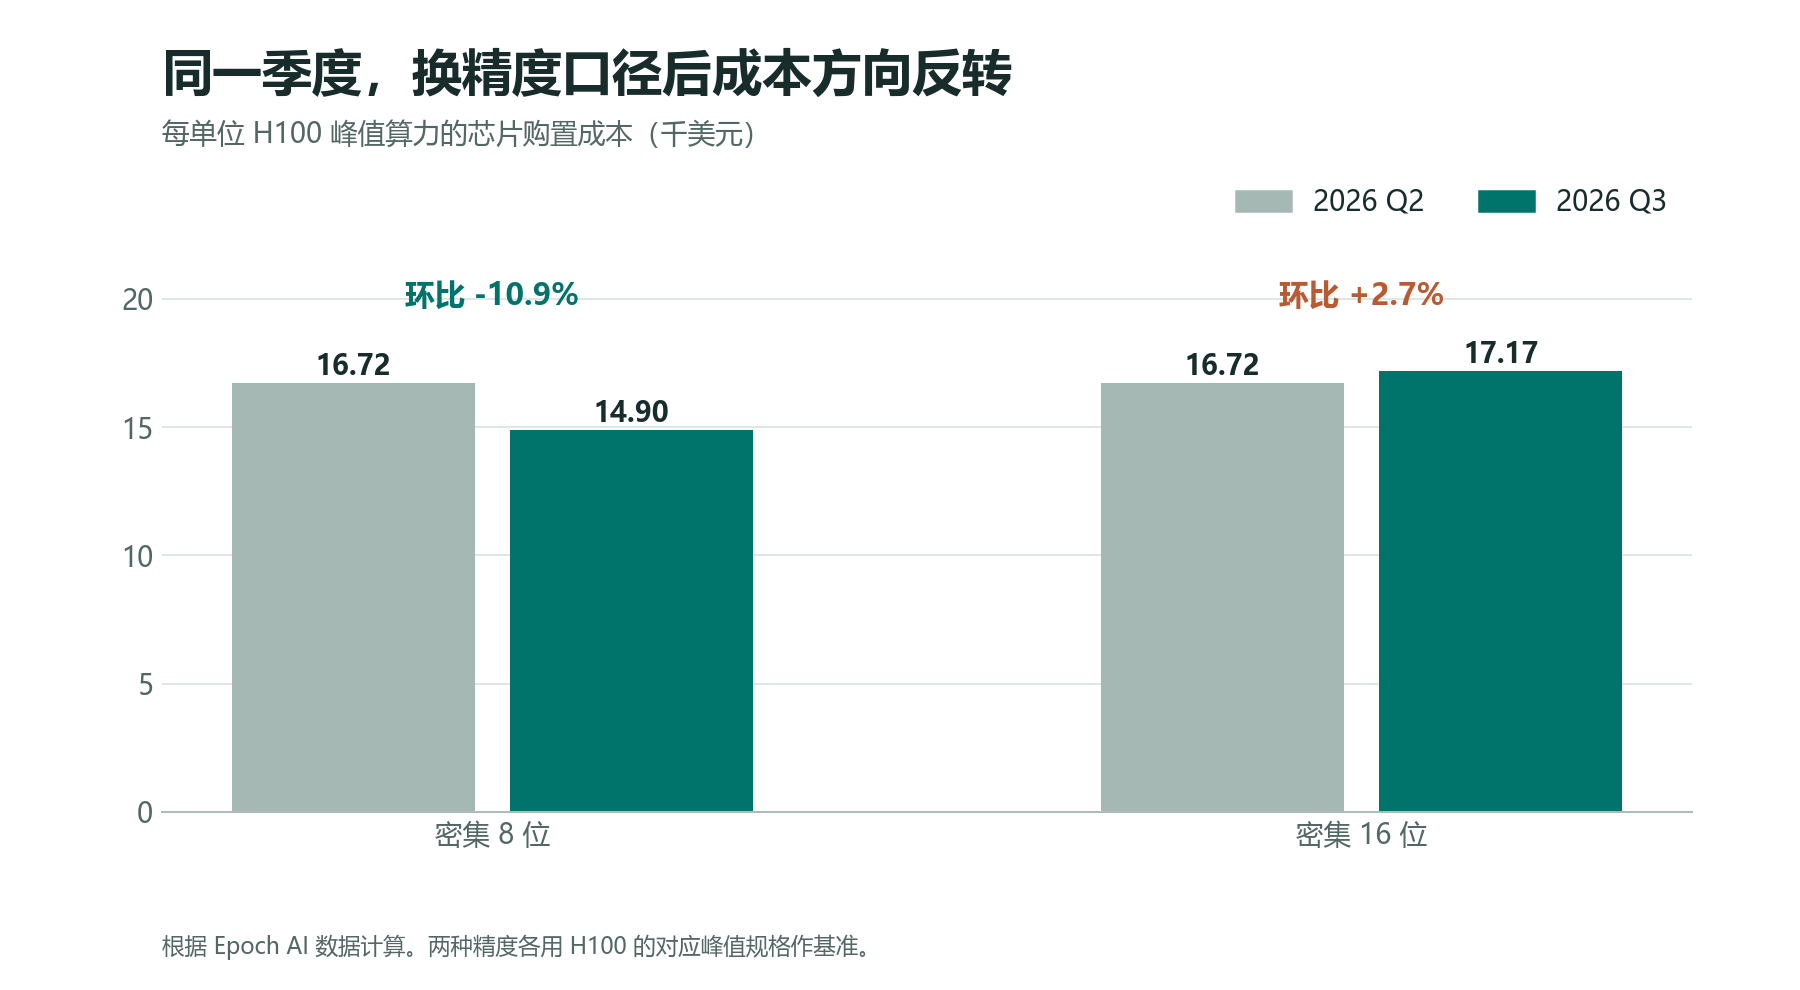 同一季度，换精度口径后成本方向反转
每单位 H100 峰值算力的芯片购置成本（千美元）
2026 Q2
2026 Q3
环比 -10.9%
环比 +2.7%
20
15
10
5
0
16.72
14.90
16.72
17.17
密集 8 位
密集 16 位
根据 Epoch AI 数据计算。两种精度各用 H100 的对应峰值规格作基准。